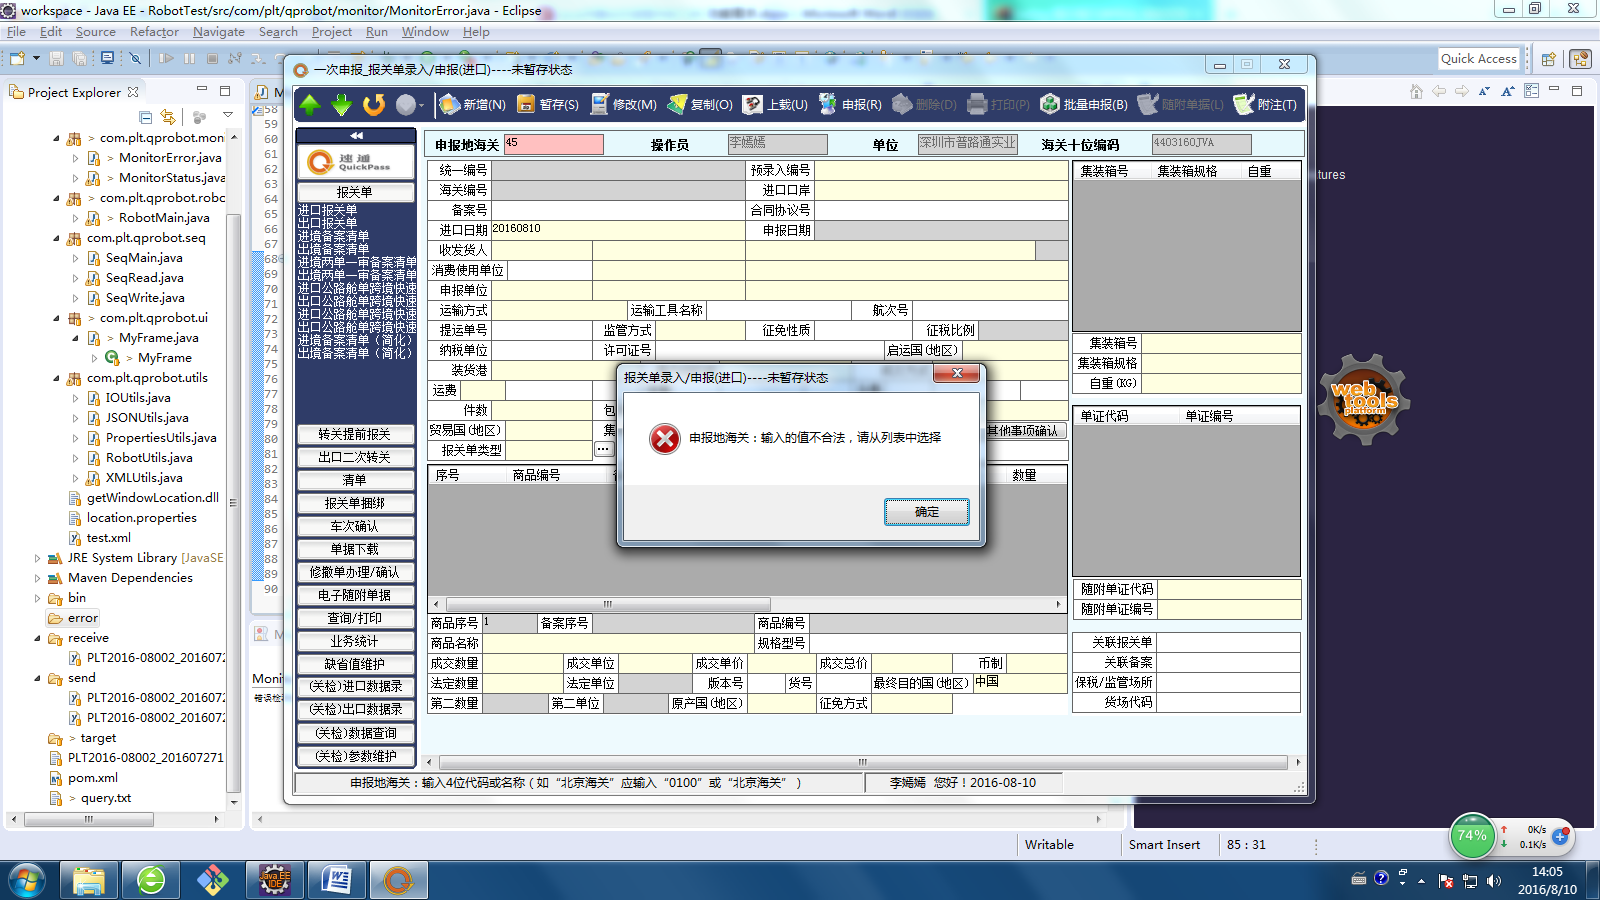 workspace - Java EE - RobotTest/src/com/plt/qprobot/monitor/MonitorError.java - Eclipse
File Edit Source Refactor Navigate Search Project Run Window Help
Quick Access
Project Explorer
> com.plt.qprobot.mon
> MonitorError.java
> MonitorStatus.java
> com.plt.qprobot.robc
> RobotMain.java
com.plt.qprobot.seq
SeqMain.java
SeqRead.java
SeqWrite.java
> com.plt.qprobot.ui
> MyFrame.java
> MyFrame
com.plt.qprobot.utils
IOUtils.java
JSONUtils.java
PropertiesUtils.java
RobotUtils.java
XMLUtils.java
getWindowLocation.dll
location.properties
test.xml
JRE System Library [JavaSE
Maven Dependencies
bin
error
receive
PLT2016-08002_201607
send
PLT2016-08002_201607
PLT2016-08002_201607
> target
PLT2016-08002_201607271
pom.xml
> query.txt
58
59
60
61
62
63
64
65
66
67
68
69
70
71
72
73
74
75
76
77
78
79
80
81
82
83
84
85
86
87
88
89
90
Moni
一次申报_报关单录入/申报(进口)----未暂存状态
新增(N) 暂存(S) 修改(M) 复制(O) 上载(U) 申报(R) 删除(D) 打印(P) 批量申报(B) 随附单据(L) 附注(T)
速通
QuickPass
报关单
进口报关单
出口报关单
进境备案清单
出境备案清单
进境两单一审备案清单
出境两单一审备案清单
进口公路舱单跨境快速
出口公路舱单跨境快速
进口公路舱单跨境快速
出口公路舱单跨境快速
进境备案清单（简化）
出境备案清单（简化）
转关提前报关
出口二次转关
清单
报关单捆绑
车次确认
单据下载
修撤单办理/确认
电子随附单据
查询/打印
业务统计
缺省值维护
(关检)进口数据录
(关检)出口数据录
(关检)数据查询
(关检)参数维护
申报地海关 45 操作员 李嫣嫣 单位 深圳市普路通实业 海关十位编码 4403160JVA
统一编号 预录入编号
海关编号 进口口岸
备案号 合同协议号
进口日期 20160810 申报日期
收发货人
消费使用单位
申报单位
运输方式 运输工具名称 航次号
提运单号 监管方式 征免性质 征税比例
纳税单位 许可证号 启运国(地区)
装货港
运费
件数 包
贸易国(地区) 集 其他事项确认
报关单类型 ...
序号 商品编号 数量
报关单录入/申报(进口)----未暂存状态
申报地海关：输入的值不合法，请从列表中选择
确定
商品序号 1 备案序号 商品编号
商品名称 规格型号
成交数量 成交单位 成交单价 成交总价 币制
法定数量 法定单位 版本号 货号 最终目的国(地区) 中国
第二数量 第二单位 原产国(地区) 征免方式
集装箱号 集装箱规格 自重
集装箱号
集装箱规格
自重(KG)
单证代码 单证编号
随附单证代码
随附单证编号
关联报关单
关联备案
保税/监管场所
货场代码
申报地海关：输入4位代码或名称（如“北京海关”应输入“0100”或“北京海关”） 李嫣嫣 您好！2016-08-10
tures
web
tools
platform
74% 0K/s
0.1K/s
Writable Smart Insert 85 : 31
Java EE
IDE
14:05
2016/8/10